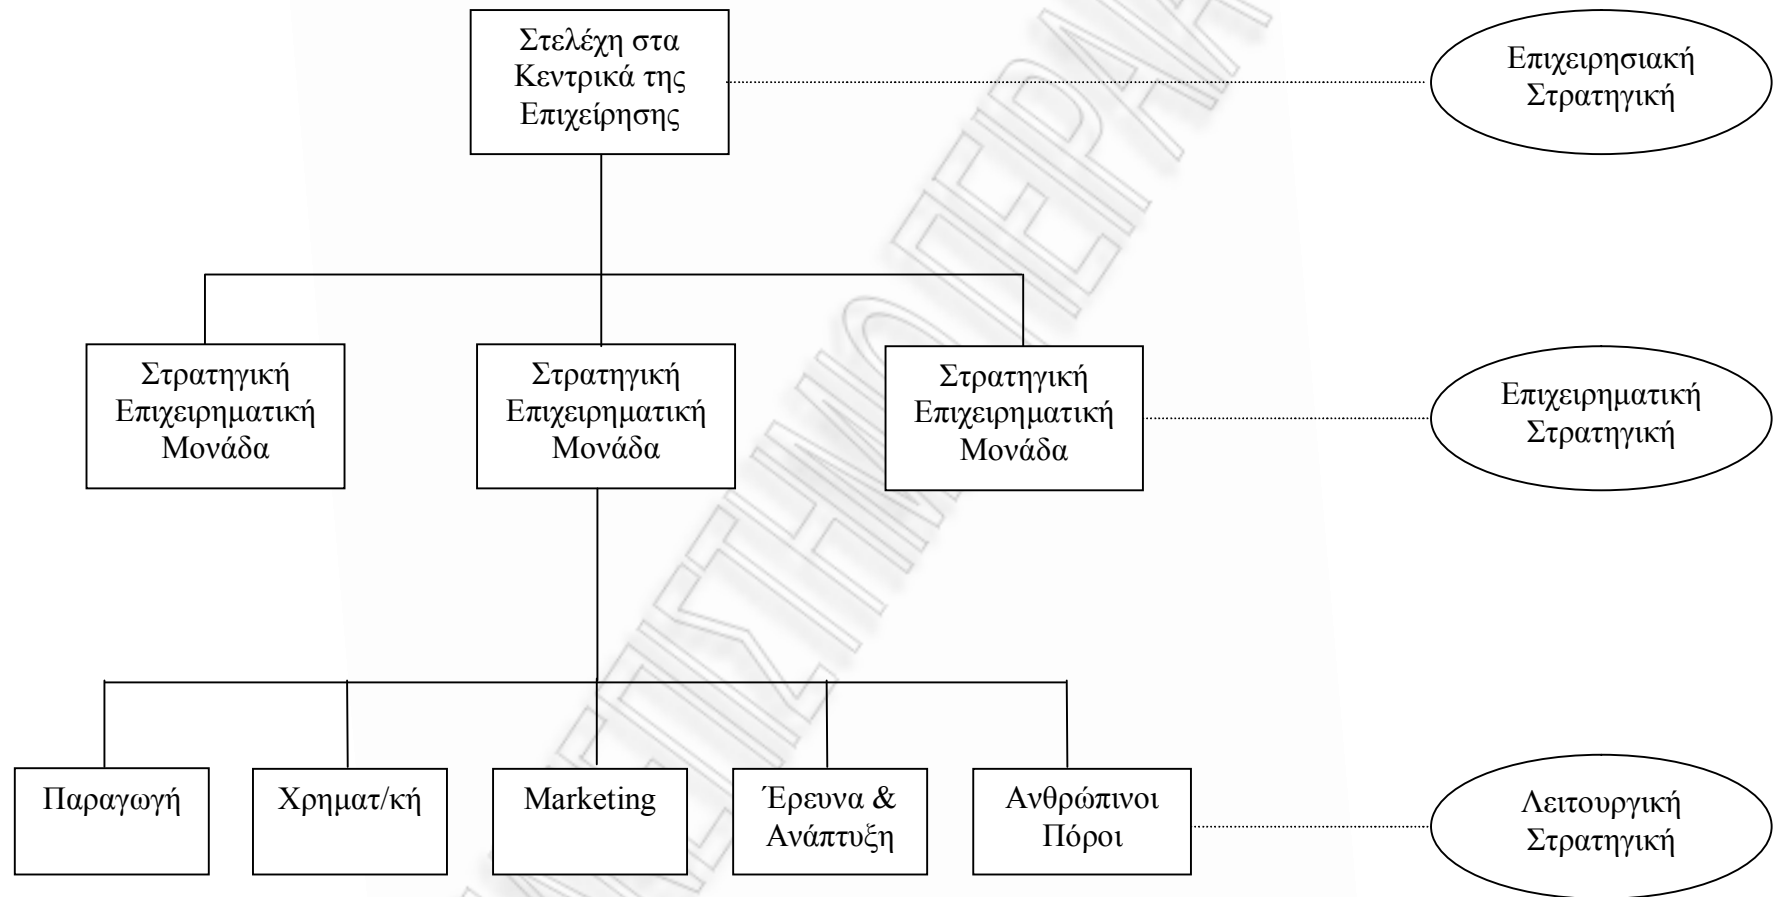 Στελέχη στα
Κεντρικά της
Επιχείρησης
Επιχειρησιακή
Στρατηγική
Στρατηγική
Επιχειρηματική
Μονάδα
Στρατηγική
Επιχειρηματική
Μονάδα
Στρατηγική
Επιχειρηματική
Μονάδα
Επιχειρηματική
Στρατηγική
Παραγωγή
Χρηματ/κή
Marketing
Έρευνα &
Ανάπτυξη
Ανθρώπινοι
Πόροι
Λειτουργική
Στρατηγική